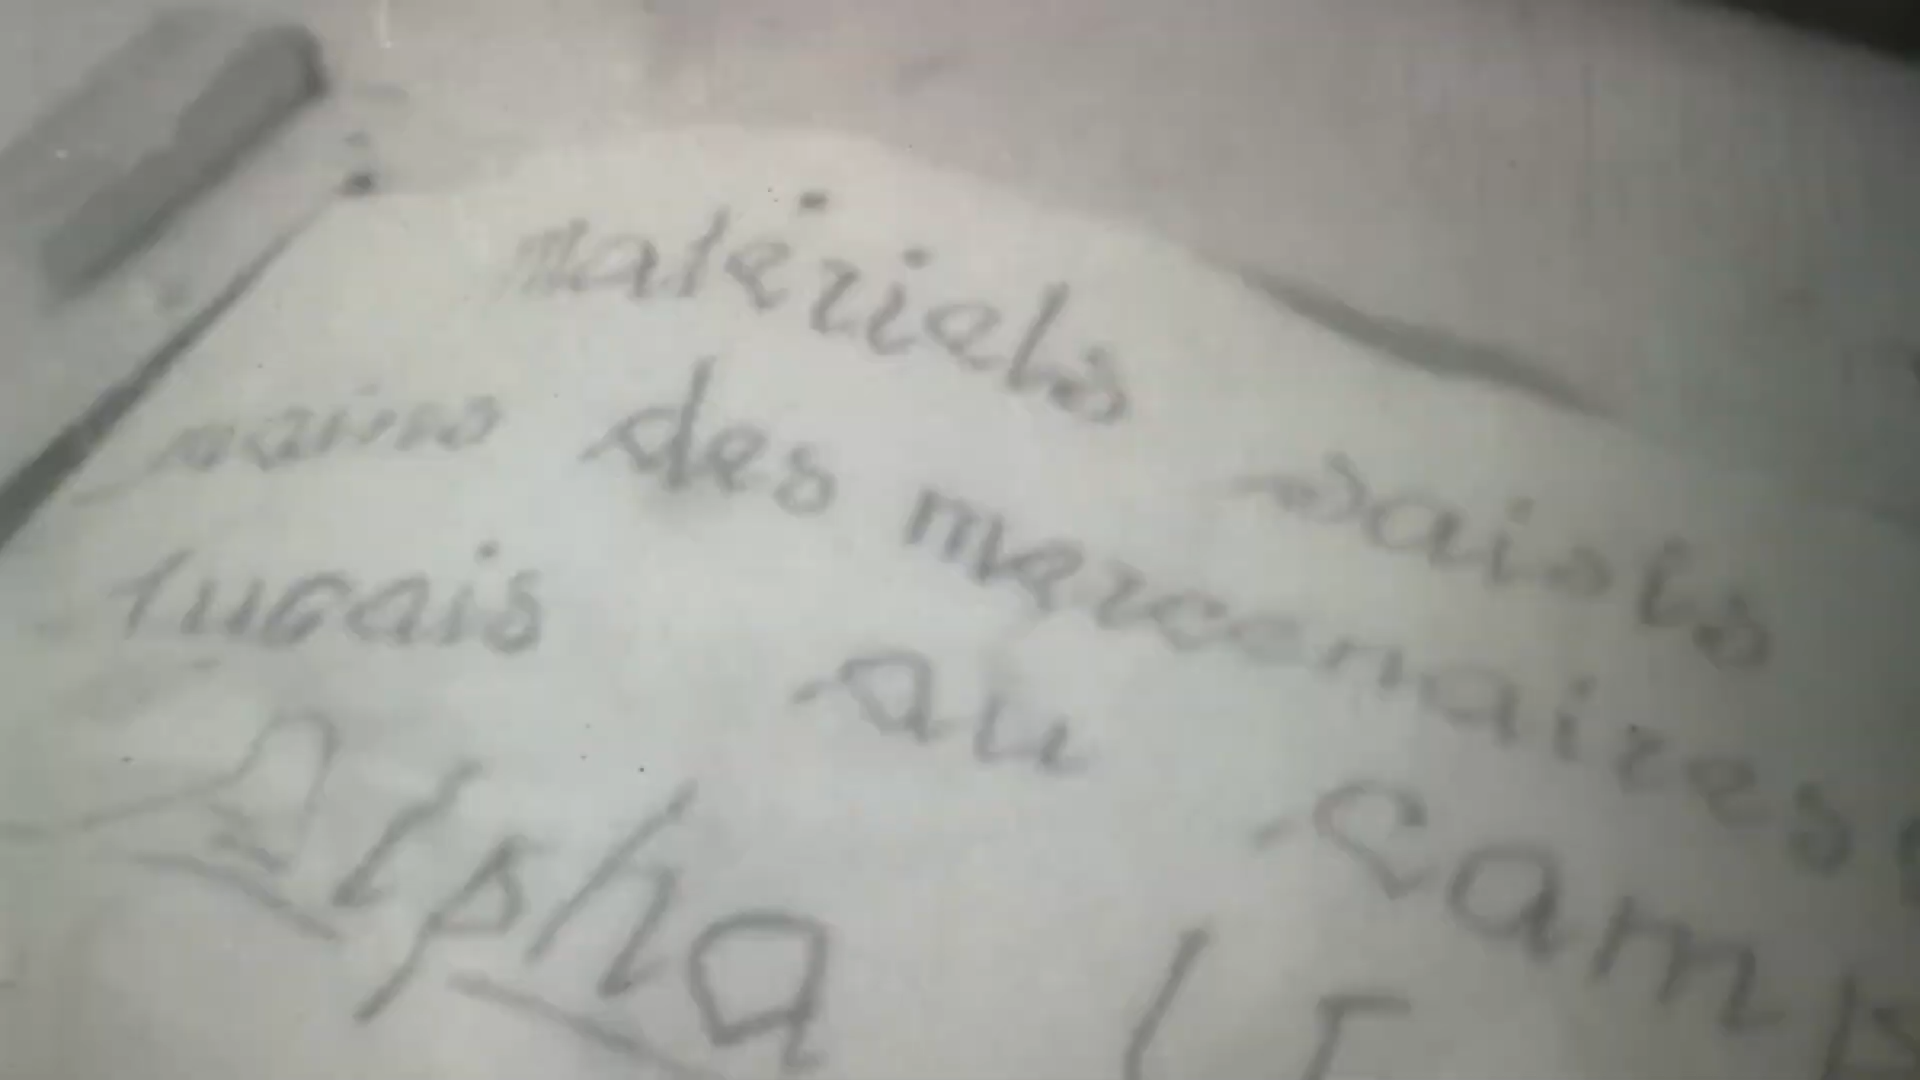 matériels saisis
mains des mercenaires
au camp
Alpha